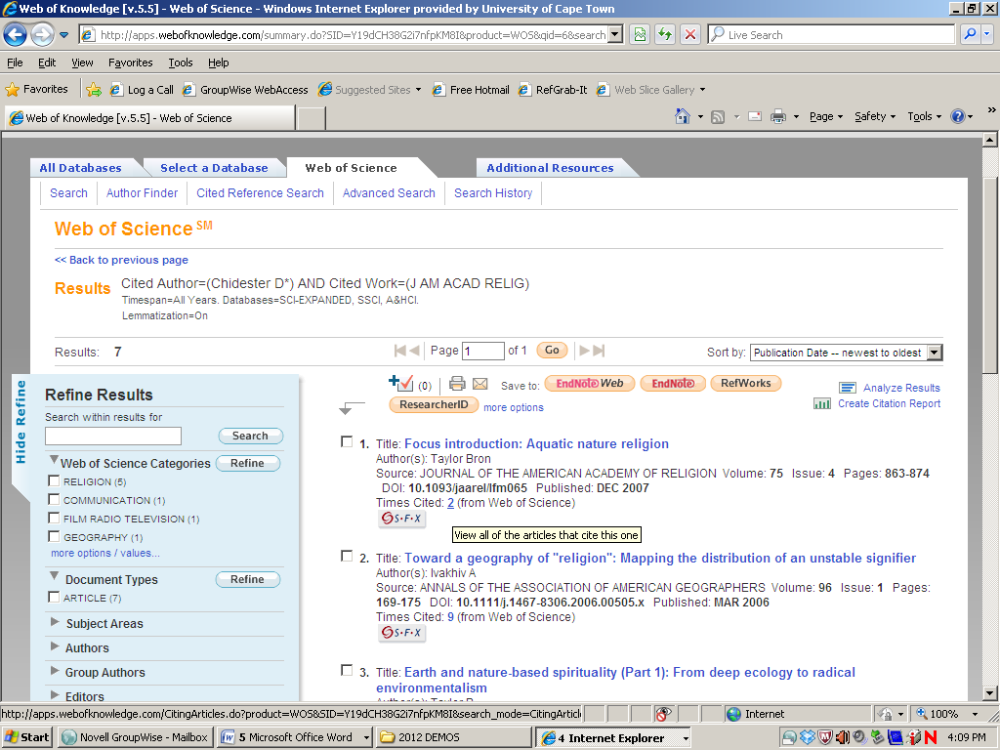 Web of Knowledge [v.5.5] - Web of Science - Windows Internet Explorer provided by University of Cape Town
http://apps.webofknowledge.com/summary.do?SID=Y19dCH38G2i7nfpKM8I&product=WOS&qid=6&search
Live Search
File Edit View Favorites Tools Help
Favorites Log a Call GroupWise WebAccess Suggested Sites Free Hotmail RefGrab-It Web Slice Gallery
Web of Knowledge [v.5.5] - Web of Science
Page Safety Tools »
All Databases Select a Database Web of Science Additional Resources
Search Author Finder Cited Reference Search Advanced Search Search History
Web of Science SM
<< Back to previous page
Results Cited Author=(Chidester D*) AND Cited Work=(J AM ACAD RELIG)
Timespan=All Years. Databases=SCI-EXPANDED, SSCI, A&HCI.
Lemmatization=On
Results: 7 Page 1 of 1 Go Sort by: Publication Date -- newest to oldest
Hide Refine
Refine Results
Search within results for
Search
Web of Science Categories Refine
RELIGION (5)
COMMUNICATION (1)
FILM RADIO TELEVISION (1)
GEOGRAPHY (1)
more options / values...
Document Types Refine
ARTICLE (7)
Subject Areas
Authors
Group Authors
Editors
(0) Save to: EndNote Web EndNote RefWorks
ResearcherID more options
Analyze Results
Create Citation Report
1. Title: Focus introduction: Aquatic nature religion
Author(s): Taylor Bron
Source: JOURNAL OF THE AMERICAN ACADEMY OF RELIGION Volume: 75 Issue: 4 Pages: 863-874
DOI: 10.1093/jaarel/lfm065 Published: DEC 2007
Times Cited: 2 (from Web of Science)
S·F·X
View all of the articles that cite this one
2. Title: Toward a geography of "religion": Mapping the distribution of an unstable signifier
Author(s): Ivakhiv A
Source: ANNALS OF THE ASSOCIATION OF AMERICAN GEOGRAPHERS Volume: 96 Issue: 1 Pages:
169-175 DOI: 10.1111/j.1467-8306.2006.00505.x Published: MAR 2006
Times Cited: 9 (from Web of Science)
S·F·X
3. Title: Earth and nature-based spirituality (Part 1): From deep ecology to radical
environmentalism
Author(s): Taylor B
http://apps.webofknowledge.com/CitingArticles.do?product=WOS&SID=Y19dCH38G2i7nfpKM8I&search_mode=CitingArticl
Internet 100%
Start Novell GroupWise - Mailbox 5 Microsoft Office Word 2012 DEMOS 4 Internet Explorer 4:09 PM